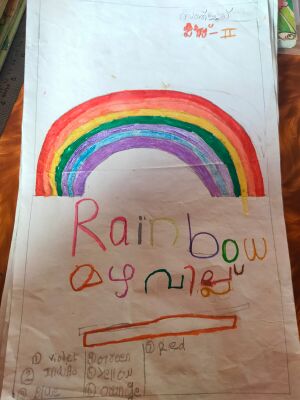 Rainbow
മഴവില്ല്
① violet ④ Green ⑦ Red
② Indigo ⑤ Yellow
③ Blue ⑥ Orange